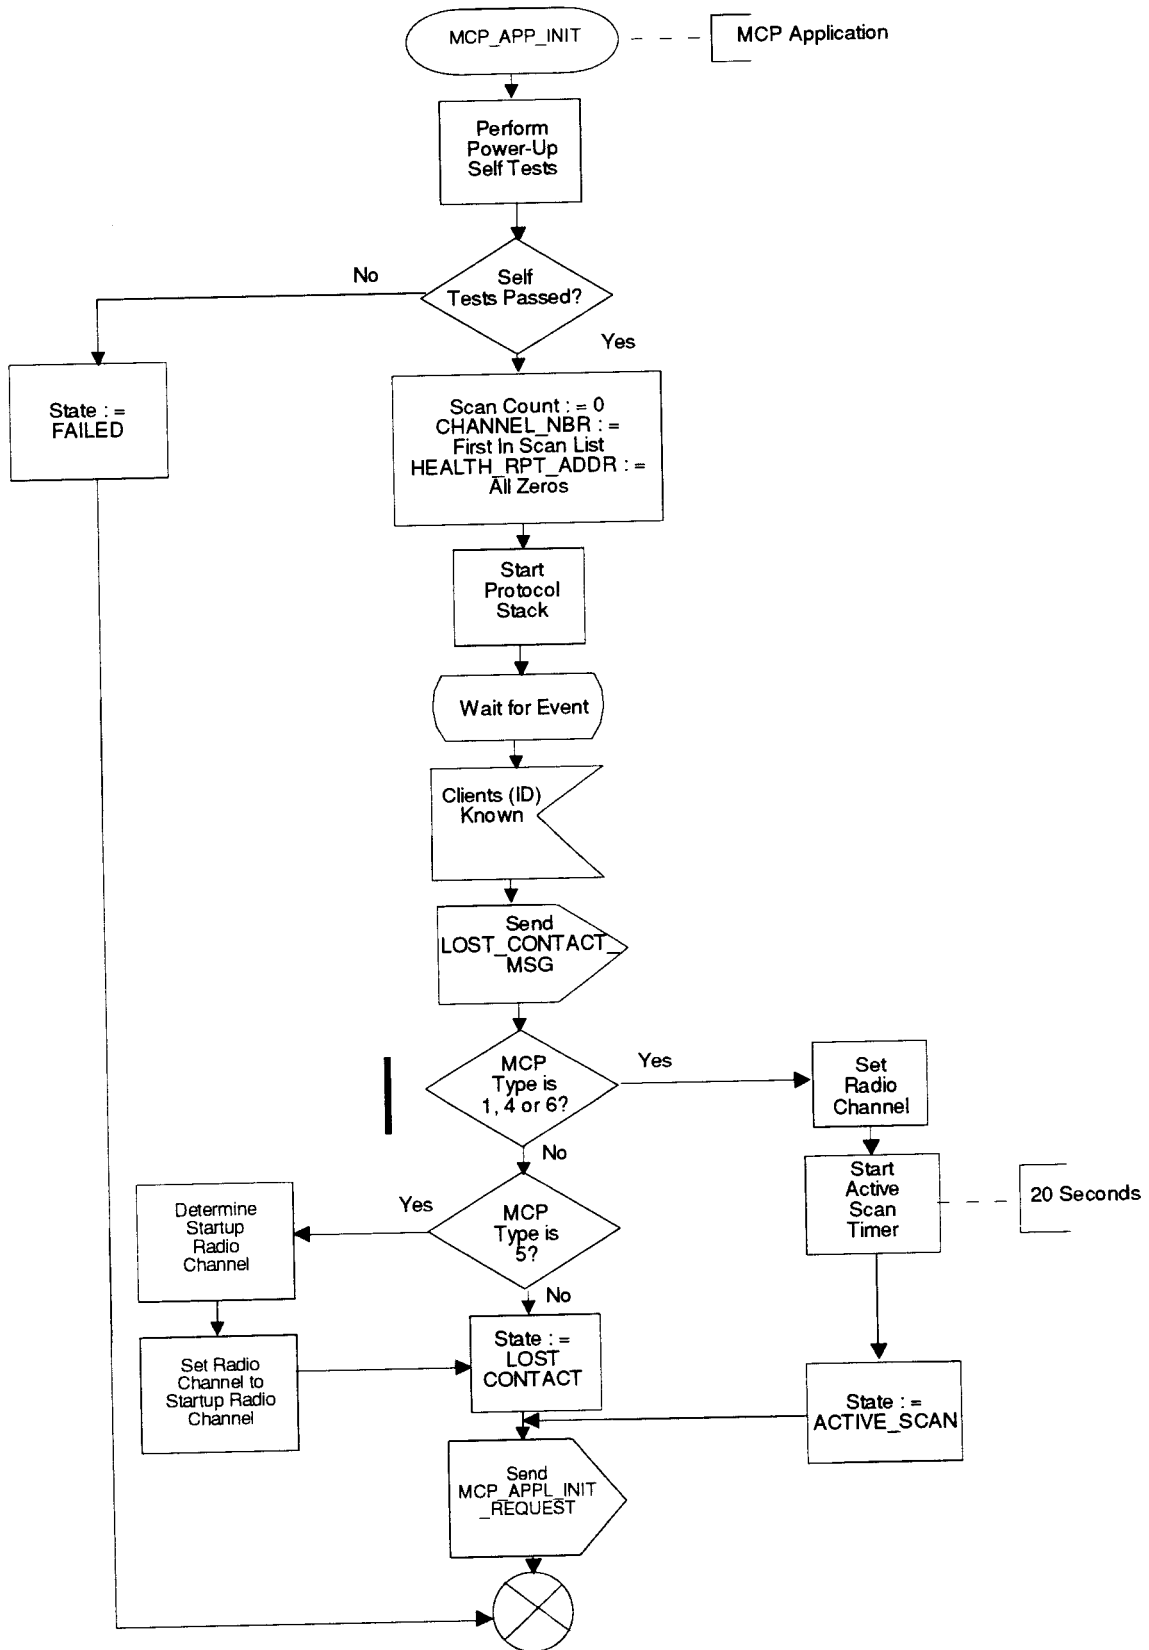 MCP_APP_INIT
MCP Application
Perform
Power-Up
Self Tests
Self
Tests Passed?
No
Yes
State : =
FAILED
Scan Count : = 0
CHANNEL_NBR : =
First In Scan List
HEALTH_RPT_ADDR : =
All Zeros
Start
Protocol
Stack
Wait for Event
Clients (ID)
Known
Send
LOST_CONTACT_
MSG
MCP
Type is
1, 4 or 6?
Yes
No
Set
Radio
Channel
Start
Active
Scan
Timer
20 Seconds
MCP
Type is
5?
Yes
No
Determine
Startup
Radio
Channel
Set Radio
Channel to
Startup Radio
Channel
State : =
LOST
CONTACT
State : =
ACTIVE_SCAN
Send
MCP_APPL_INIT
_REQUEST